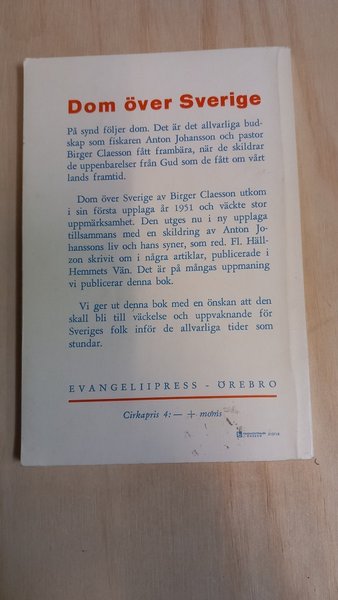 Dom över Sverige
På synd följer dom. Det är det allvarliga bud-
skap som fiskaren Anton Johansson och pastor
Birger Claesson fått frambära, när de skildrar
de uppenbarelser från Gud som de fått om vårt
lands framtid.
Dom över Sverige av Birger Claesson utkom
i sin första upplaga år 1951 och väckte stor
uppmärksamhet. Den utges nu i ny upplaga
tillsammans med en skildring av Anton Jo-
hanssons liv och hans syner, som red. Fl. Häll-
zon skrivit om i några artiklar, publicerade i
Hemmets Vän. Det är på mångas uppmaning
vi publicerar denna bok.
Vi ger ut denna bok med en önskan att den
skall bli till väckelse och uppvaknande för
Sveriges folk inför de allvarliga tider som
stundar.
EVANGELIIPRESS - ÖREBRO
Cirkapris 4: — + moms